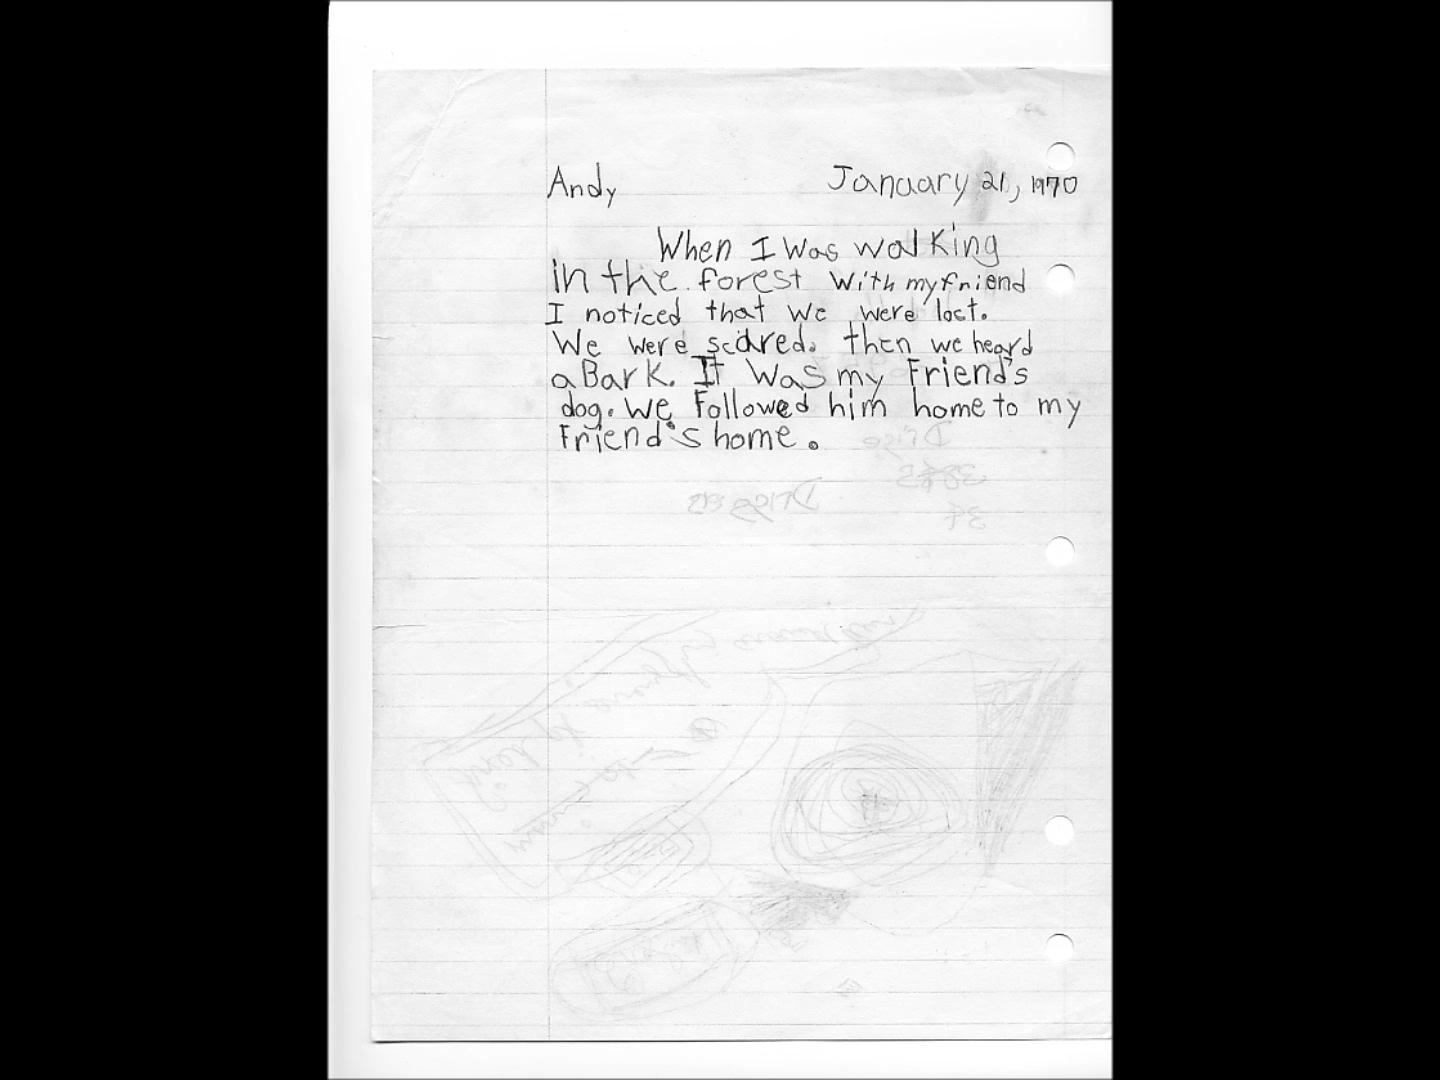 Andy January 21, 1970
When I was walking
in the forest with my friend
I noticed that we were lost.
We were scared. then we heard
a Bark. It Was my Friend's
dog. We Followed him home to my
Friend's home.